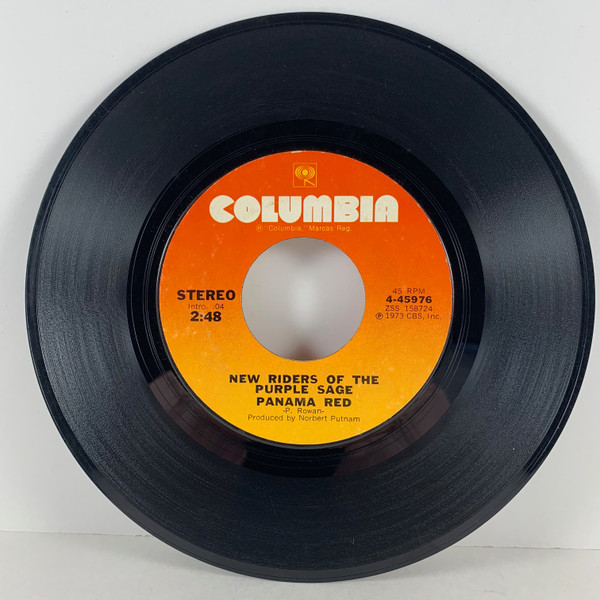 COLUMBIA
® "Columbia," Marcas Reg.
STEREO
Intro. :04
2:48
45 RPM
4-45976
ZSS 158724
℗ 1973 CBS, Inc.
NEW RIDERS OF THE
PURPLE SAGE
PANAMA RED
-P. Rowan-
Produced by Norbert Putnam